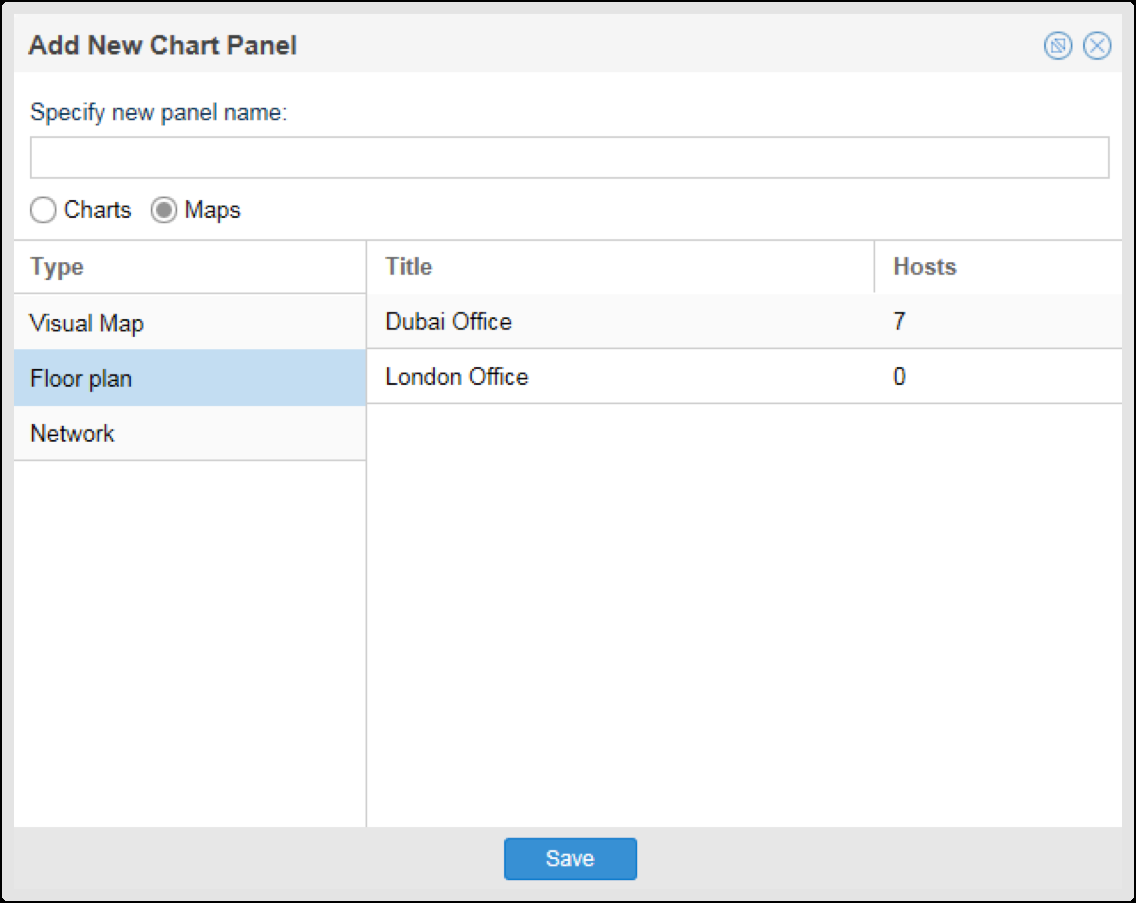 Add New Chart Panel
Specify new panel name:
Charts Maps
Type Title Hosts
Visual Map Dubai Office 7
Floor plan London Office 0
Network
Save